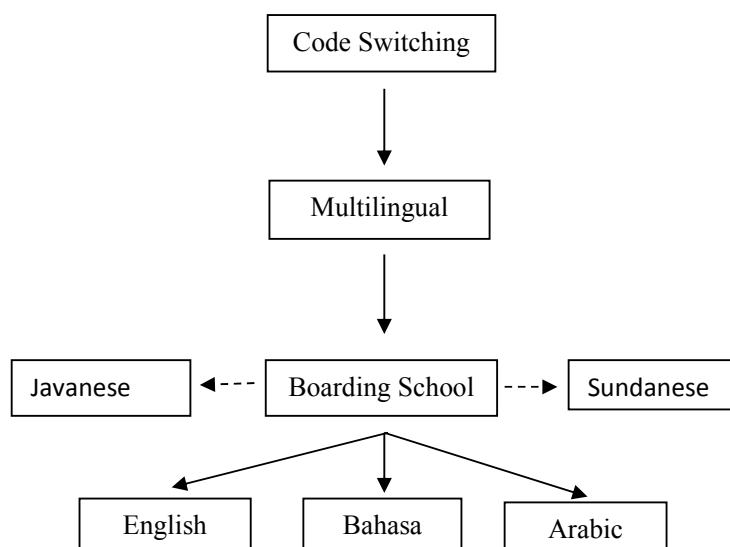 Code Switching
Multilingual
Javanese
Boarding School
Sundanese
English
Bahasa
Arabic